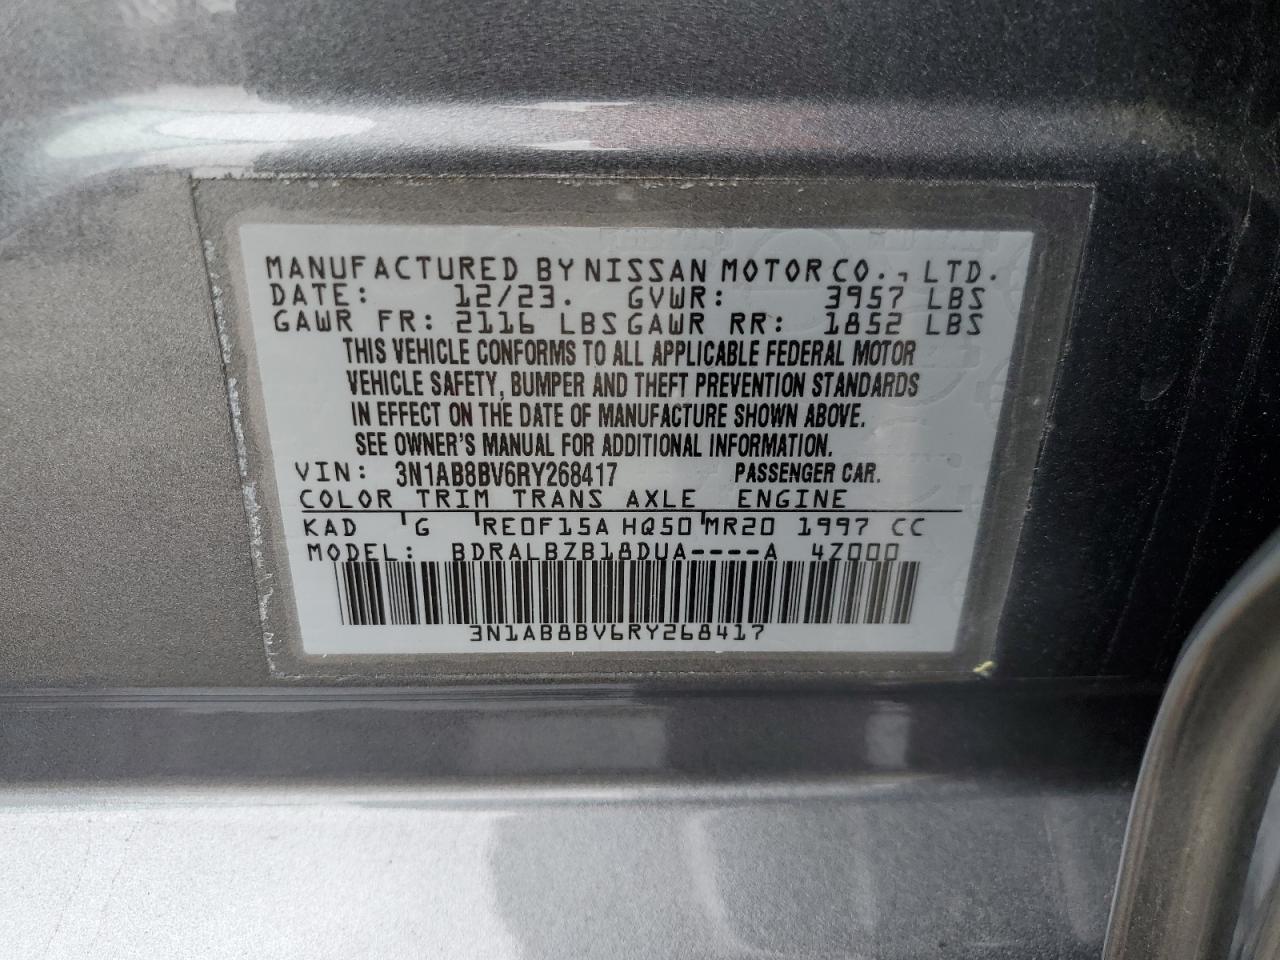 MANUFACTURED BY NISSAN MOTOR CO., LTD.
DATE: 12/23. GVWR: 3957 LBS
GAWR FR: 2116 LBS GAWR RR: 1852 LBS
THIS VEHICLE CONFORMS TO ALL APPLICABLE FEDERAL MOTOR
VEHICLE SAFETY, BUMPER AND THEFT PREVENTION STANDARDS
IN EFFECT ON THE DATE OF MANUFACTURE SHOWN ABOVE.
SEE OWNER'S MANUAL FOR ADDITIONAL INFORMATION.
VIN: 3N1AB8BV6RY268417 PASSENGER CAR.
COLOR TRIM TRANS AXLE ENGINE
KAD G RE0F15A HQ50 MR20 1997 CC
MODEL: BDRALBZB18DUA----A 4Z000
3N1AB8BV6RY268417